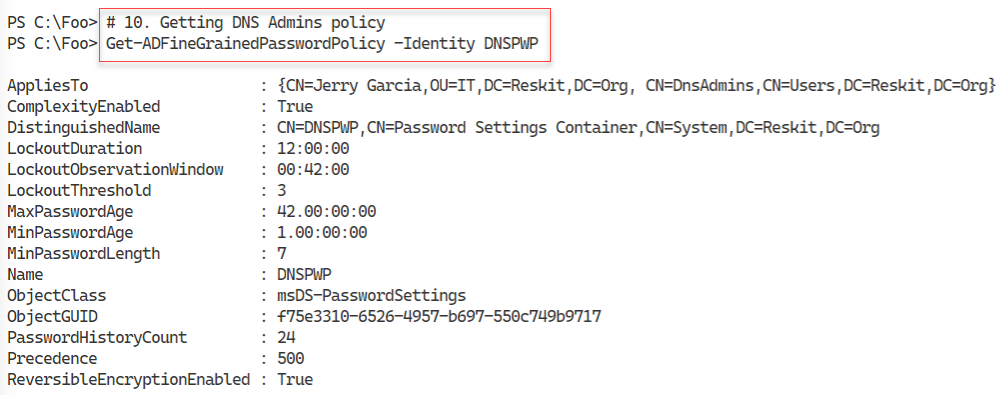 PS C:\Foo> # 10. Getting DNS Admins policy
PS C:\Foo> Get-ADFineGrainedPasswordPolicy -Identity DNSPWP
AppliesTo : {CN=Jerry Garcia,OU=IT,DC=Reskit,DC=Org, CN=DnsAdmins,CN=Users,DC=Reskit,DC=Org}
ComplexityEnabled : True
DistinguishedName : CN=DNSPWP,CN=Password Settings Container,CN=System,DC=Reskit,DC=Org
LockoutDuration : 12:00:00
LockoutObservationWindow : 00:42:00
LockoutThreshold : 3
MaxPasswordAge : 42.00:00:00
MinPasswordAge : 1.00:00:00
MinPasswordLength : 7
Name : DNSPWP
ObjectClass : msDS-PasswordSettings
ObjectGUID : f75e3310-6526-4957-b697-550c749b9717
PasswordHistoryCount : 24
Precedence : 500
ReversibleEncryptionEnabled : True